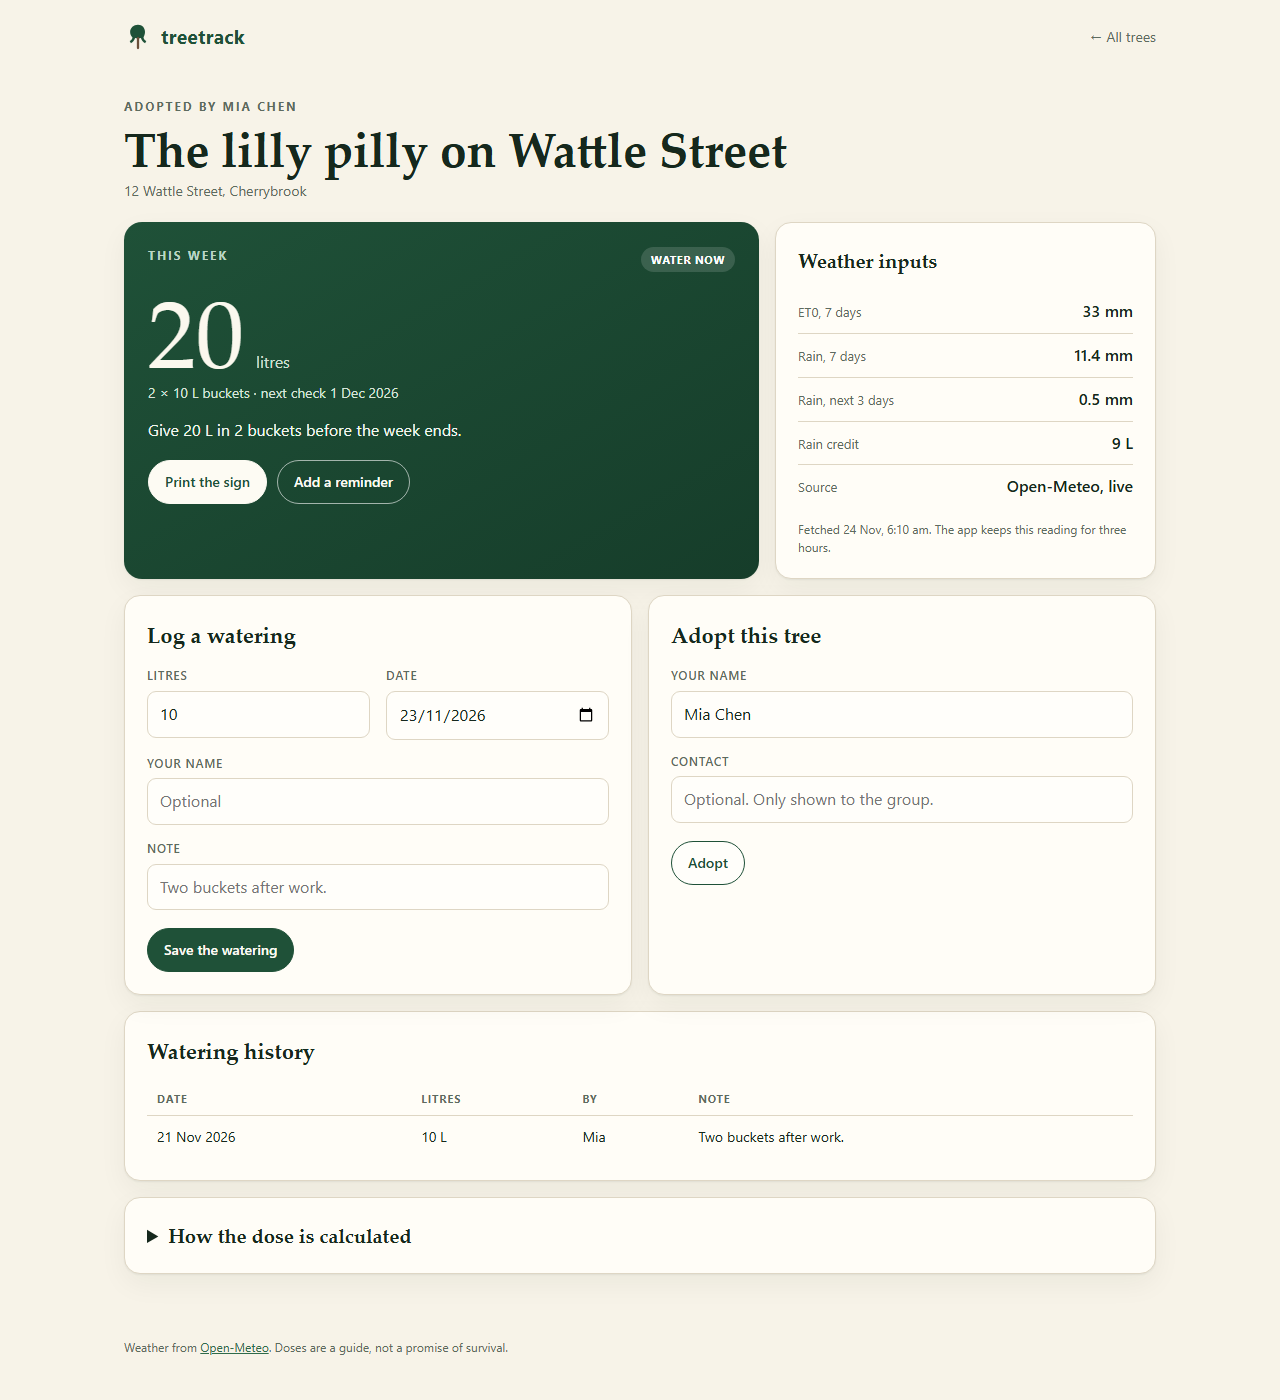 treetrack
← All trees
ADOPTED BY MIA CHEN
The lilly pilly on Wattle Street
12 Wattle Street, Cherrybrook
THIS WEEK
WATER NOW
20 litres
2 × 10 L buckets · next check 1 Dec 2026
Give 20 L in 2 buckets before the week ends.
Print the sign
Add a reminder
Weather inputs
ET0, 7 days 33 mm
Rain, 7 days 11.4 mm
Rain, next 3 days 0.5 mm
Rain credit 9 L
Source Open-Meteo, live
Fetched 24 Nov, 6:10 am. The app keeps this reading for three
hours.
Log a watering
LITRES DATE
10 23/11/2026
YOUR NAME
Optional
NOTE
Two buckets after work.
Save the watering
Adopt this tree
YOUR NAME
Mia Chen
CONTACT
Optional. Only shown to the group.
Adopt
Watering history
DATE LITRES BY NOTE
21 Nov 2026 10 L Mia Two buckets after work.
How the dose is calculated
Weather from Open-Meteo. Doses are a guide, not a promise of survival.